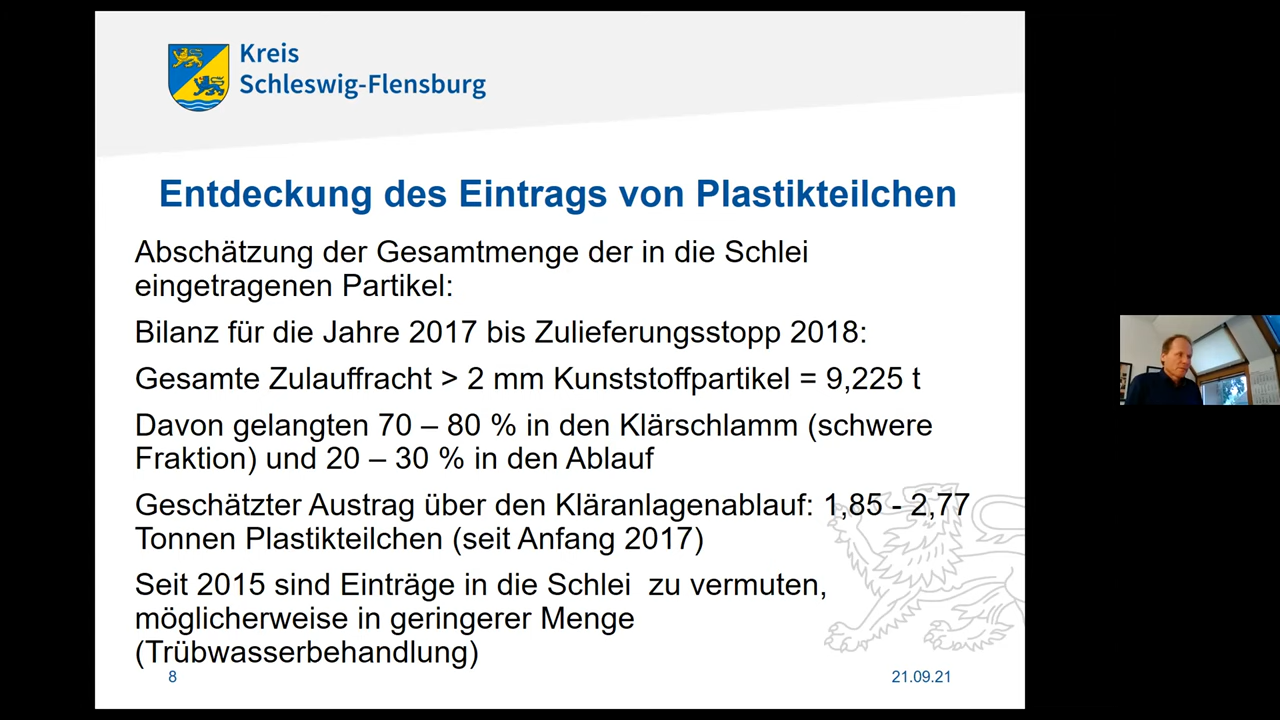 Kreis
Schleswig-Flensburg
Entdeckung des Eintrags von Plastikteilchen
Abschätzung der Gesamtmenge der in die Schlei
eingetragenen Partikel:
Bilanz für die Jahre 2017 bis Zulieferungsstopp 2018:
Gesamte Zulauffracht > 2 mm Kunststoffpartikel = 9,225 t
Davon gelangten 70 – 80 % in den Klärschlamm (schwere
Fraktion) und 20 – 30 % in den Ablauf
Geschätzter Austrag über den Kläranlagenablauf: 1,85 - 2,77
Tonnen Plastikteilchen (seit Anfang 2017)
Seit 2015 sind Einträge in die Schlei  zu vermuten,
möglicherweise in geringerer Menge
(Trübwasserbehandlung)
8
21.09.21